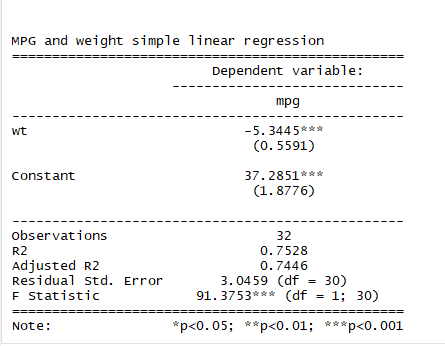 MPG and weight simple linear regression
Dependent variable:
mpg
wt -5.3445***
(0.5591)
Constant 37.2851***
(1.8776)
Observations 32
R2 0.7528
Adjusted R2 0.7446
Residual Std. Error 3.0459 (df = 30)
F Statistic 91.3753*** (df = 1; 30)
Note: *p<0.05; **p<0.01; ***p<0.001